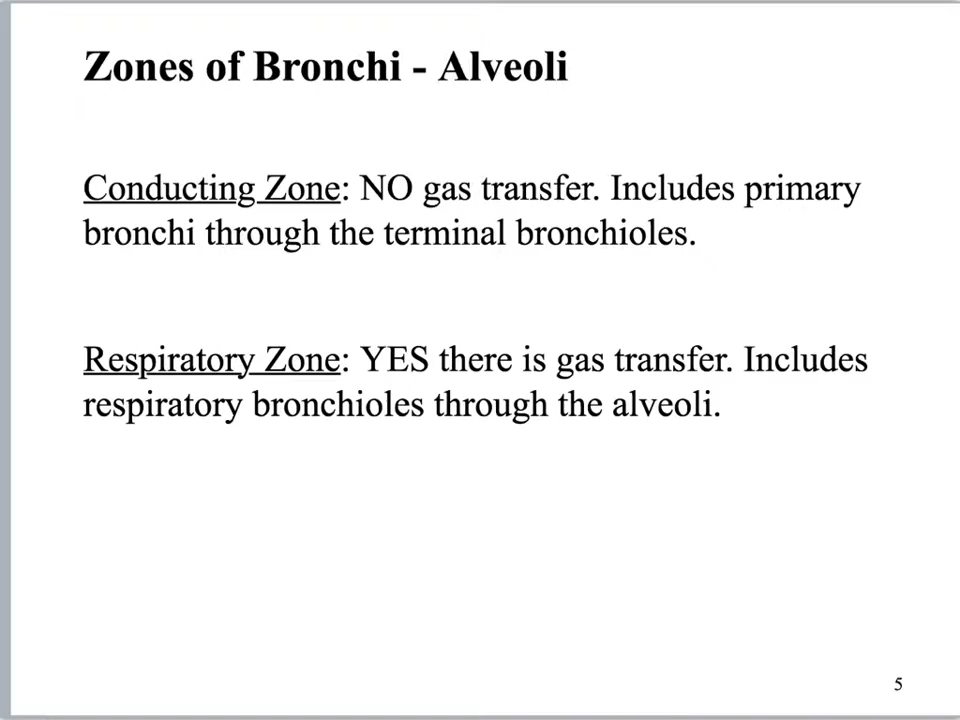 Zones of Bronchi - Alveoli
Conducting Zone: NO gas transfer. Includes primary
bronchi through the terminal bronchioles.
Respiratory Zone: YES there is gas transfer. Includes
respiratory bronchioles through the alveoli.
5